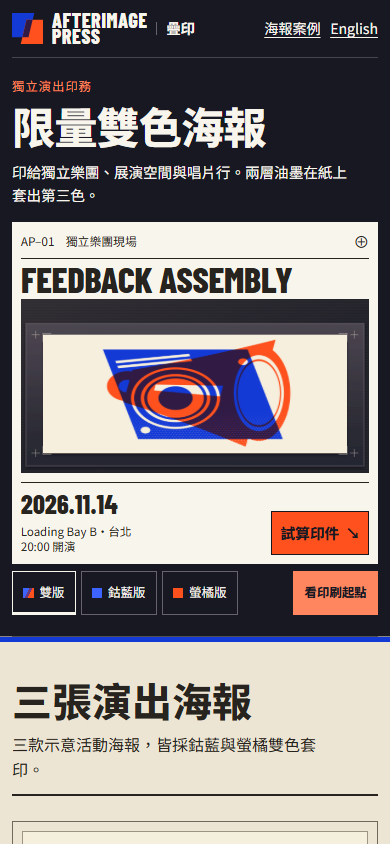 AFTERIMAGE
PRESS
疊印
海報案例 English
獨立演出印務
限量雙色海報
印給獨立樂團、展演空間與唱片行。兩層油墨在紙上
套出第三色。
AP–01 獨立樂團現場
FEEDBACK ASSEMBLY
2026.11.14
Loading Bay B・台北
20:00 開演
試算印件 ↘
雙版 鈷藍版 螢橘版 看印刷起點
三張演出海報
三款示意活動海報，皆採鈷藍與螢橘雙色套
印。